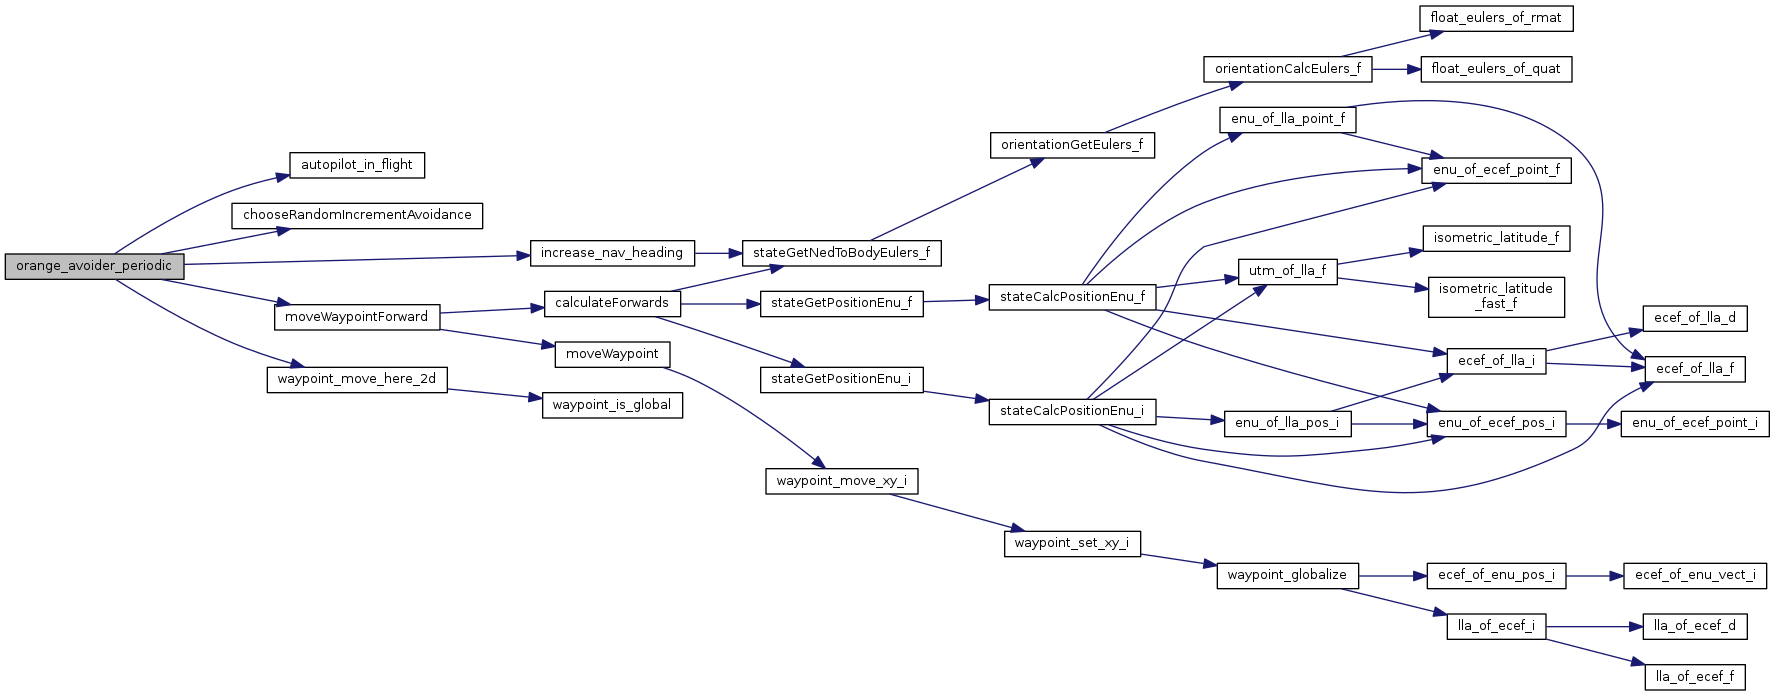 float_eulers_of_rmat
orientationCalcEulers_f
float_eulers_of_quat
enu_of_lla_point_f
orientationGetEulers_f
autopilot_in_flight
enu_of_ecef_point_f
chooseRandomIncrementAvoidance
isometric_latitude_f
increase_nav_heading
stateGetNedToBodyEulers_f
orange_avoider_periodic
utm_of_lla_f
isometric_latitude
_fast_f
stateCalcPositionEnu_f
calculateForwards
stateGetPositionEnu_f
moveWaypointForward
ecef_of_lla_d
moveWaypoint
ecef_of_lla_i
ecef_of_lla_f
waypoint_move_here_2d
stateGetPositionEnu_i
waypoint_is_global
stateCalcPositionEnu_i
enu_of_lla_pos_i
enu_of_ecef_pos_i
enu_of_ecef_point_i
waypoint_move_xy_i
waypoint_set_xy_i
waypoint_globalize
ecef_of_enu_pos_i
ecef_of_enu_vect_i
lla_of_ecef_i
lla_of_ecef_d
lla_of_ecef_f